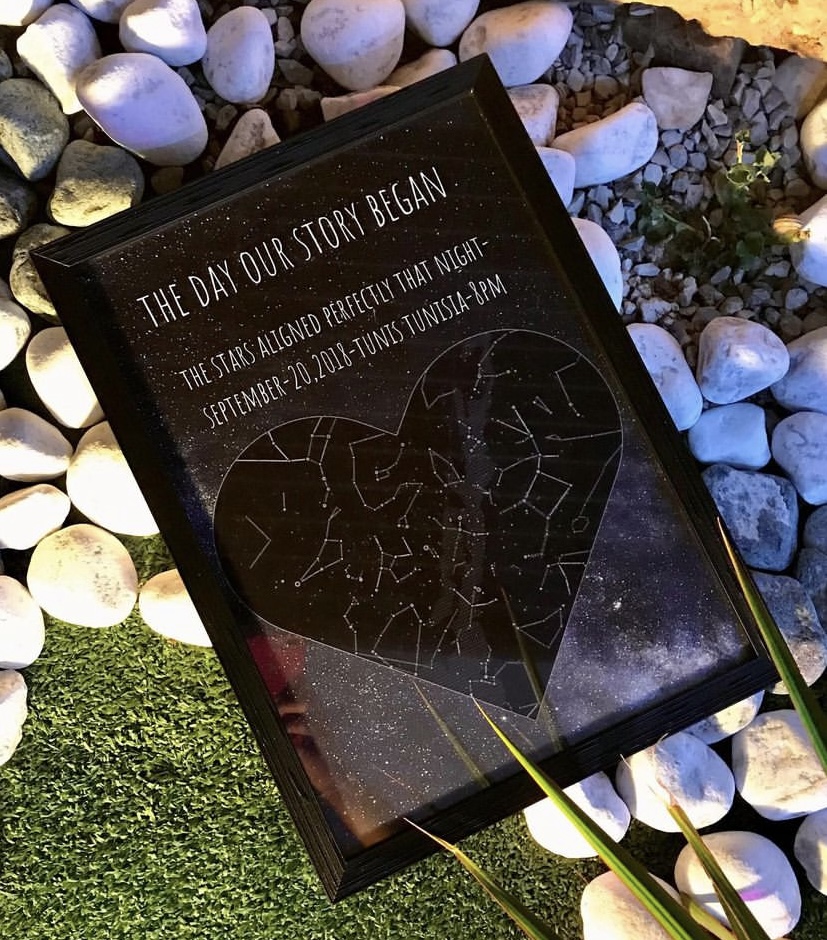 THE DAY OUR STORY BEGAN
THE STARS ALIGNED PERFECTLY THAT NIGHT-
SEPTEMBER-20,2018-TUNIS TUNISIA-8PM